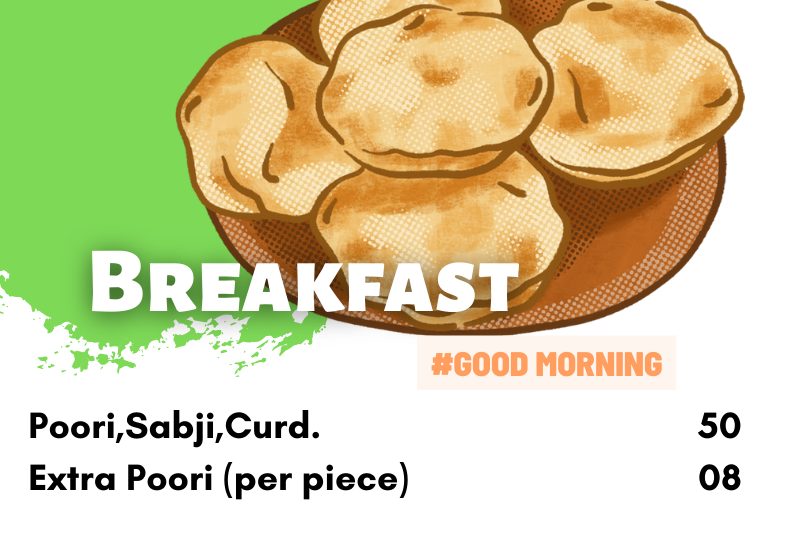 Breakfast
#GOOD MORNING
Poori,Sabji,Curd. 50
Extra Poori (per piece) 08